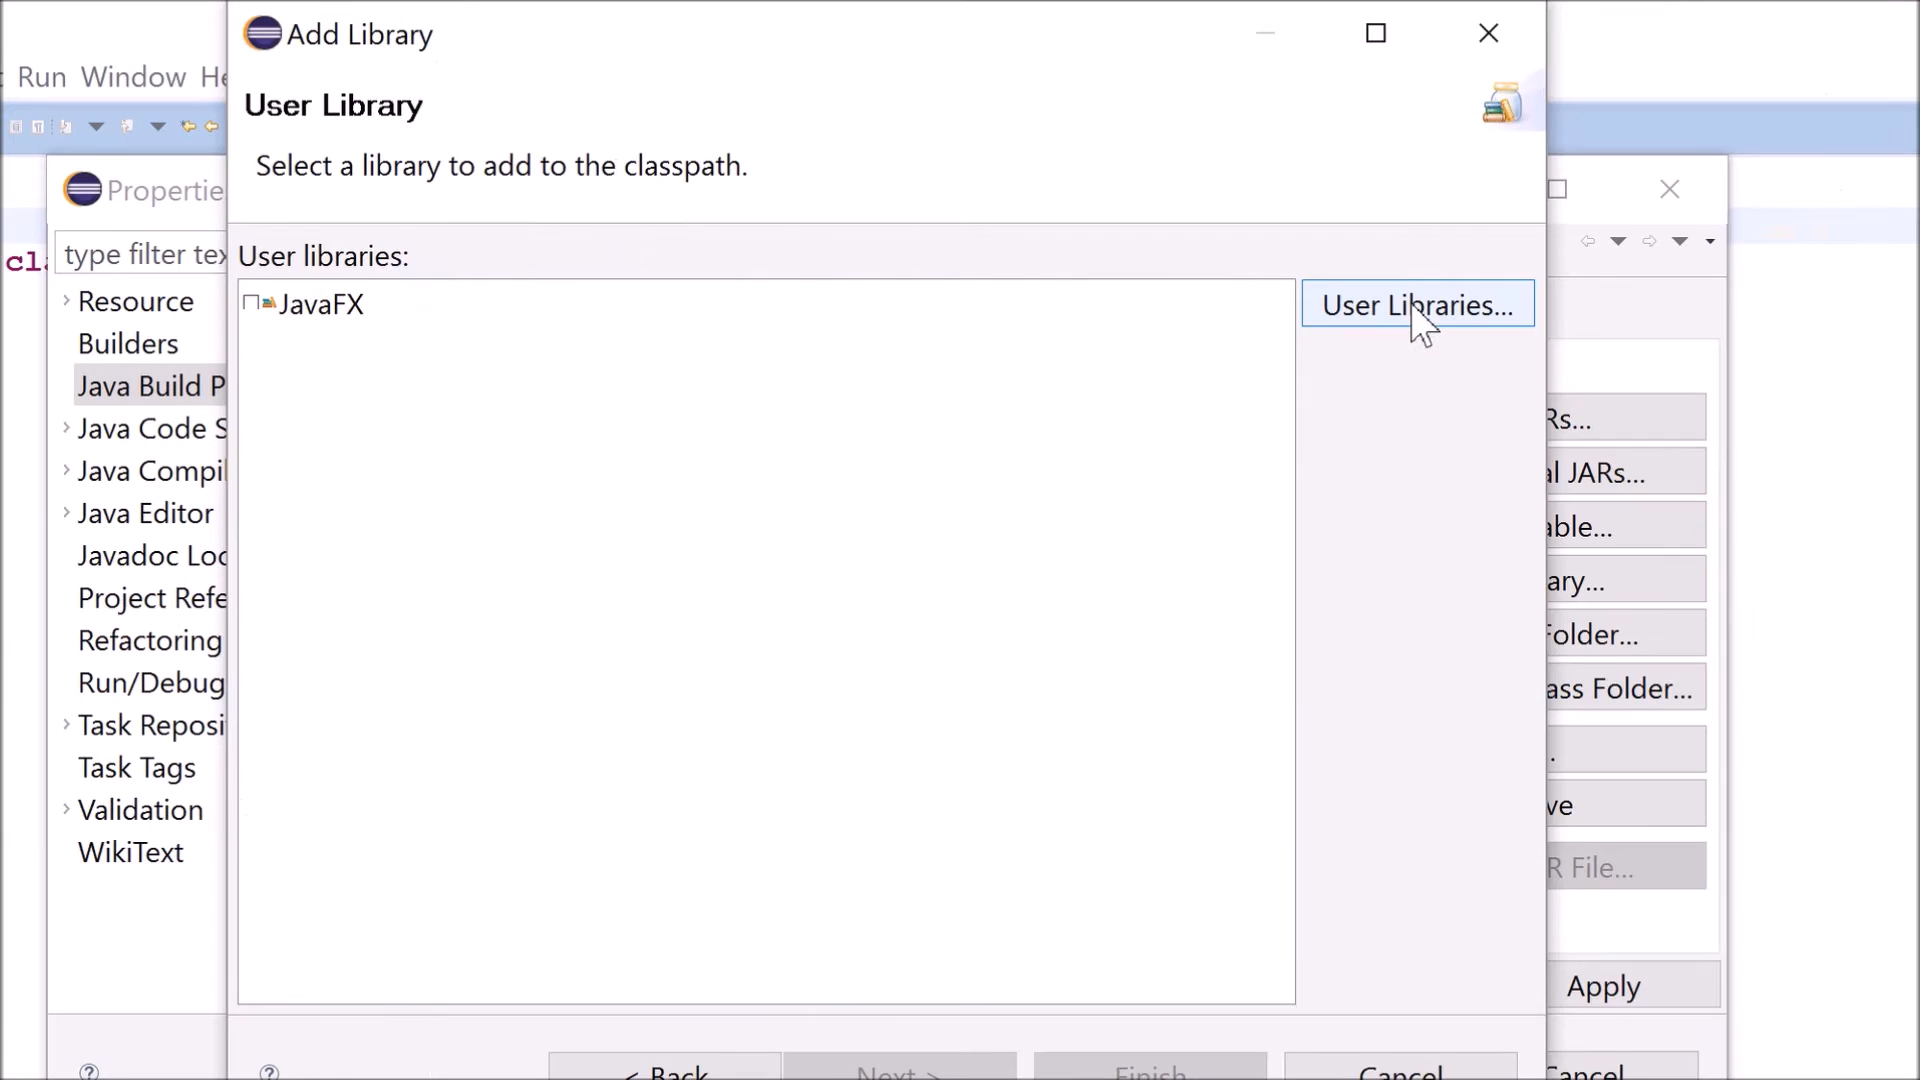 Add Library
Run Window He
User Library
Select a library to add to the classpath.
Propertie
type filter tex
User libraries:
cla
JavaFX
User Libraries...
Resource
Builders
Java Build P
Java Code S
Java Compil
Java Editor
Javadoc Loc
Project Refe
Refactoring
Run/Debug
Task Reposi
Task Tags
Validation
WikiText
Rs...
al JARs...
able...
ary...
Folder...
ass Folder...
.
ve
R File...
Apply
?
?
< Back
Next >
Finish
Cancel
Cancel